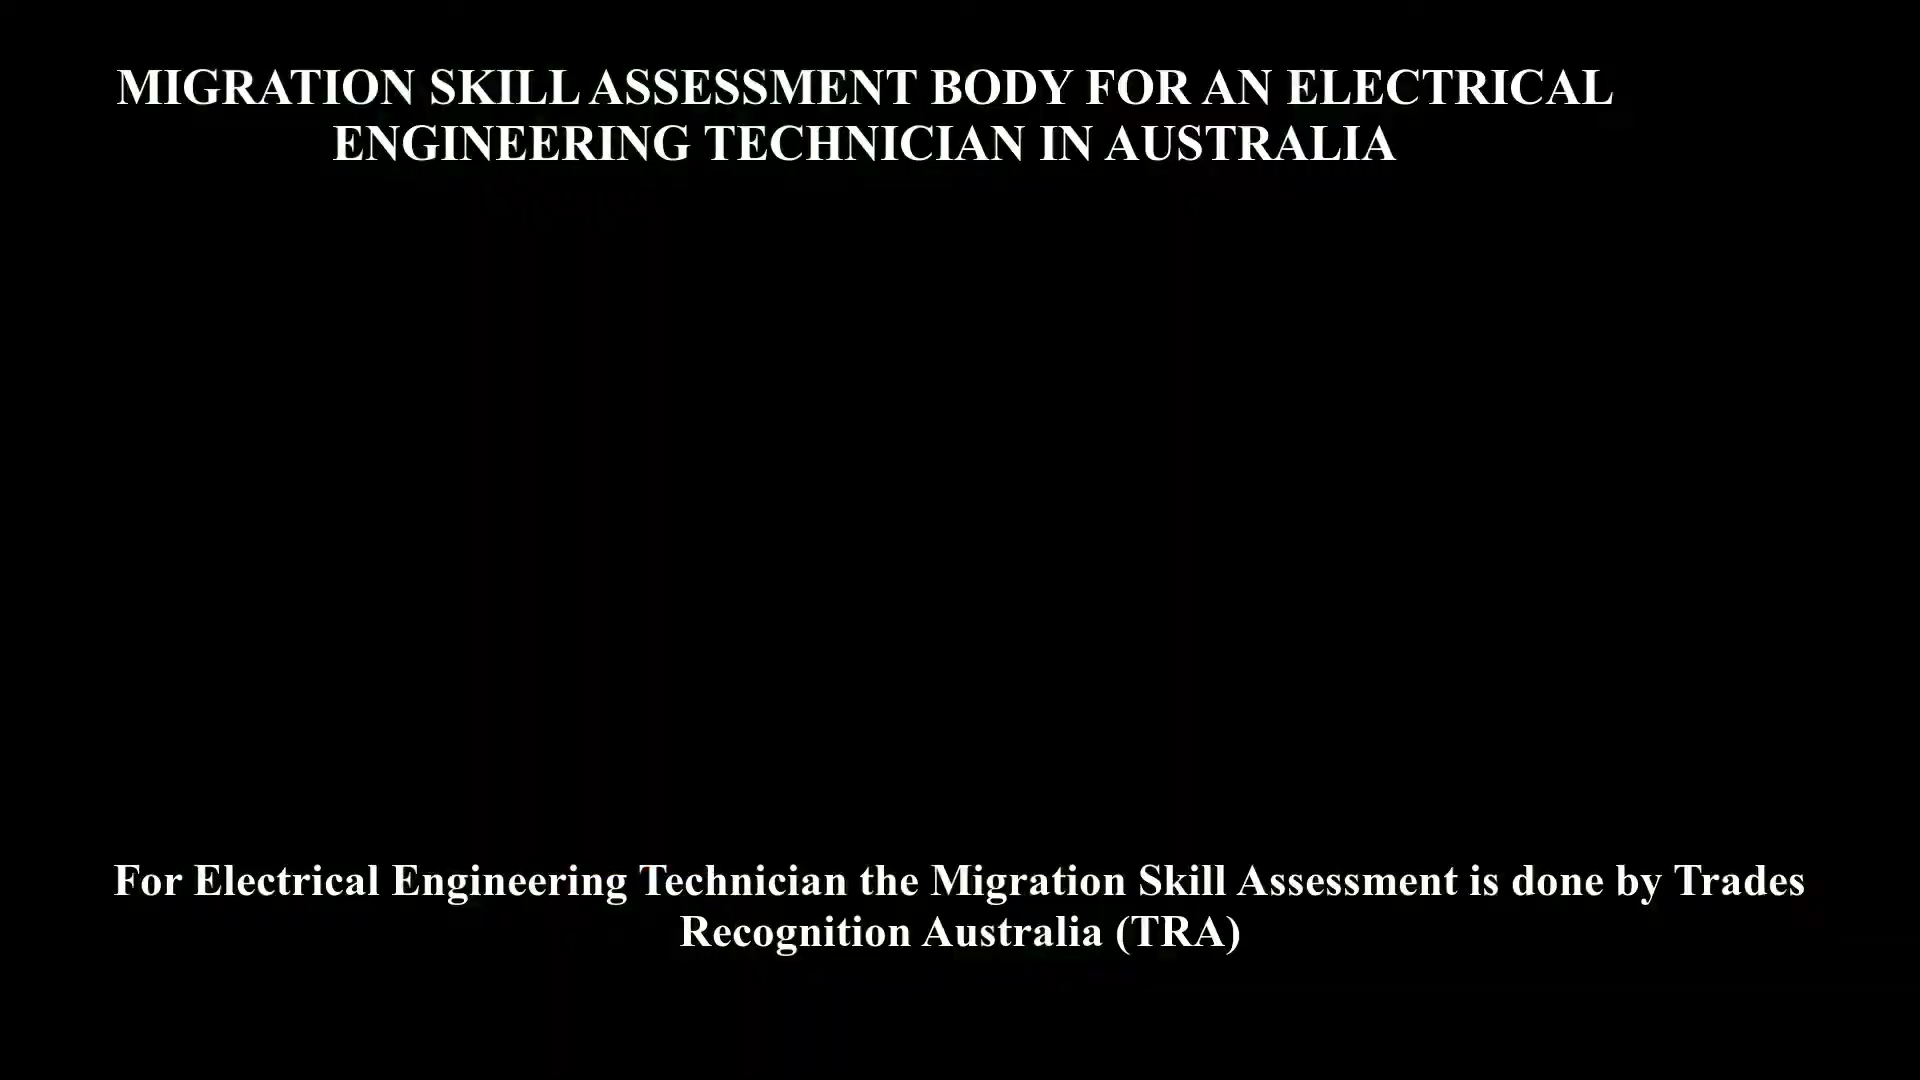 MIGRATION SKILL ASSESSMENT BODY FOR AN ELECTRICAL
ENGINEERING TECHNICIAN IN AUSTRALIA
For Electrical Engineering Technician the Migration Skill Assessment is done by Trades
Recognition Australia (TRA)